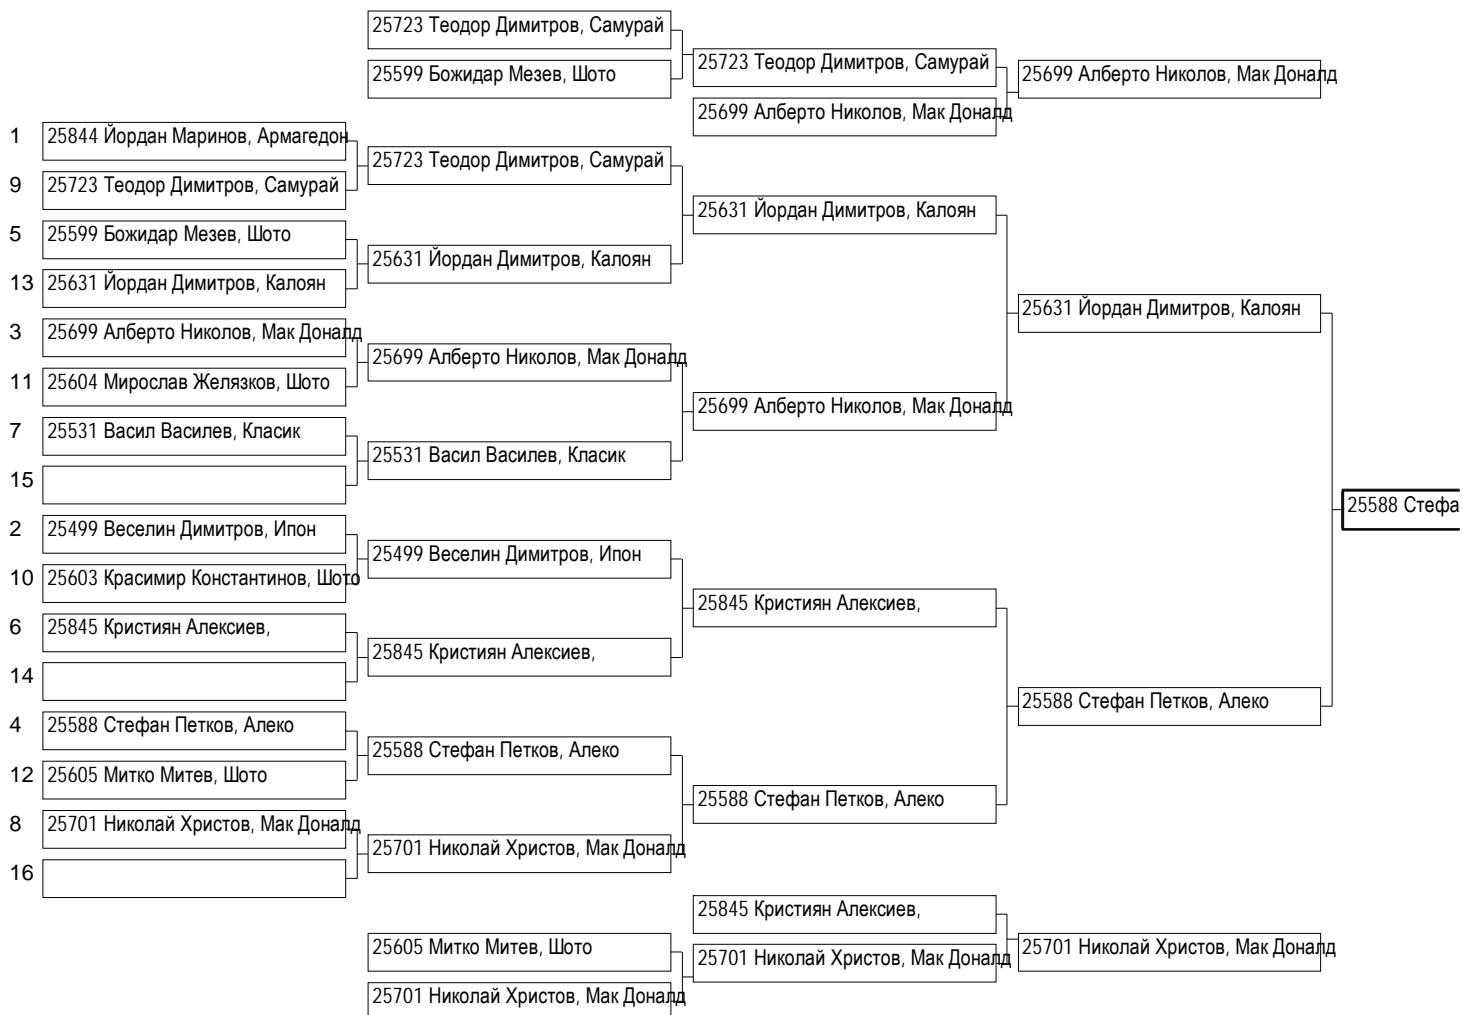 25723 Теодор Димитров, Самурай
25599 Божидар Мезев, Шото
25723 Теодор Димитров, Самурай
25699 Алберто Николов, Мак Доналд
25699 Алберто Николов, Мак Доналд
1 25844 Йордан Маринов, Армагедон
9 25723 Теодор Димитров, Самурай
5 25599 Божидар Мезев, Шото
13 25631 Йордан Димитров, Калоян
3 25699 Алберто Николов, Мак Доналд
11 25604 Мирослав Желязков, Шото
7 25531 Васил Василев, Класик
15
2 25499 Веселин Димитров, Ипон
10 25603 Красимир Константинов, Шото
6 25845 Кристиян Алексиев,
14
4 25588 Стефан Петков, Алеко
12 25605 Митко Митев, Шото
8 25701 Николай Христов, Мак Доналд
16
25723 Теодор Димитров, Самурай
25631 Йордан Димитров, Калоян
25699 Алберто Николов, Мак Доналд
25531 Васил Василев, Класик
25499 Веселин Димитров, Ипон
25845 Кристиян Алексиев,
25588 Стефан Петков, Алеко
25701 Николай Христов, Мак Доналд
25631 Йордан Димитров, Калоян
25699 Алберто Николов, Мак Доналд
25845 Кристиян Алексиев,
25588 Стефан Петков, Алеко
25631 Йордан Димитров, Калоян
25588 Стефан Петков, Алеко
25588 Стефа
25605 Митко Митев, Шото
25701 Николай Христов, Мак Доналд
25845 Кристиян Алексиев,
25701 Николай Христов, Мак Доналд
25701 Николай Христов, Мак Доналд